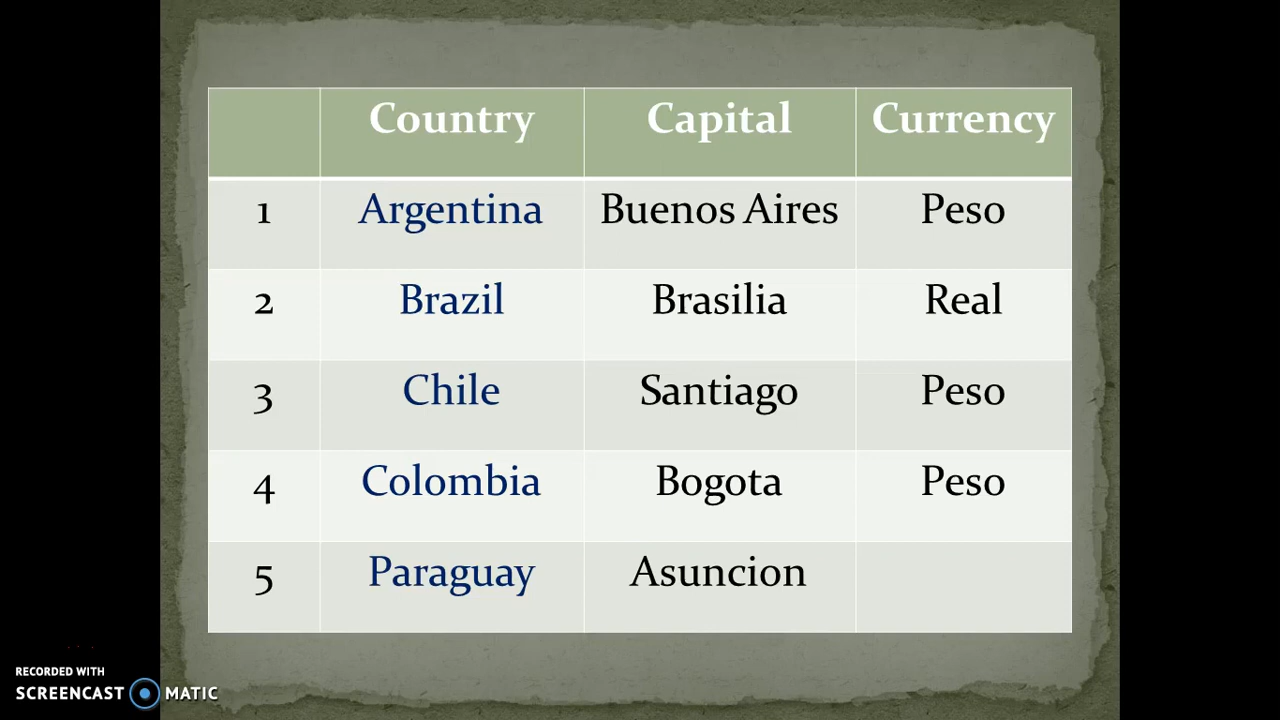 Country Capital Currency
1 Argentina Buenos Aires Peso
2 Brazil Brasilia Real
3 Chile Santiago Peso
4 Colombia Bogota Peso
5 Paraguay Asuncion
RECORDED WITH
SCREENCAST MATIC